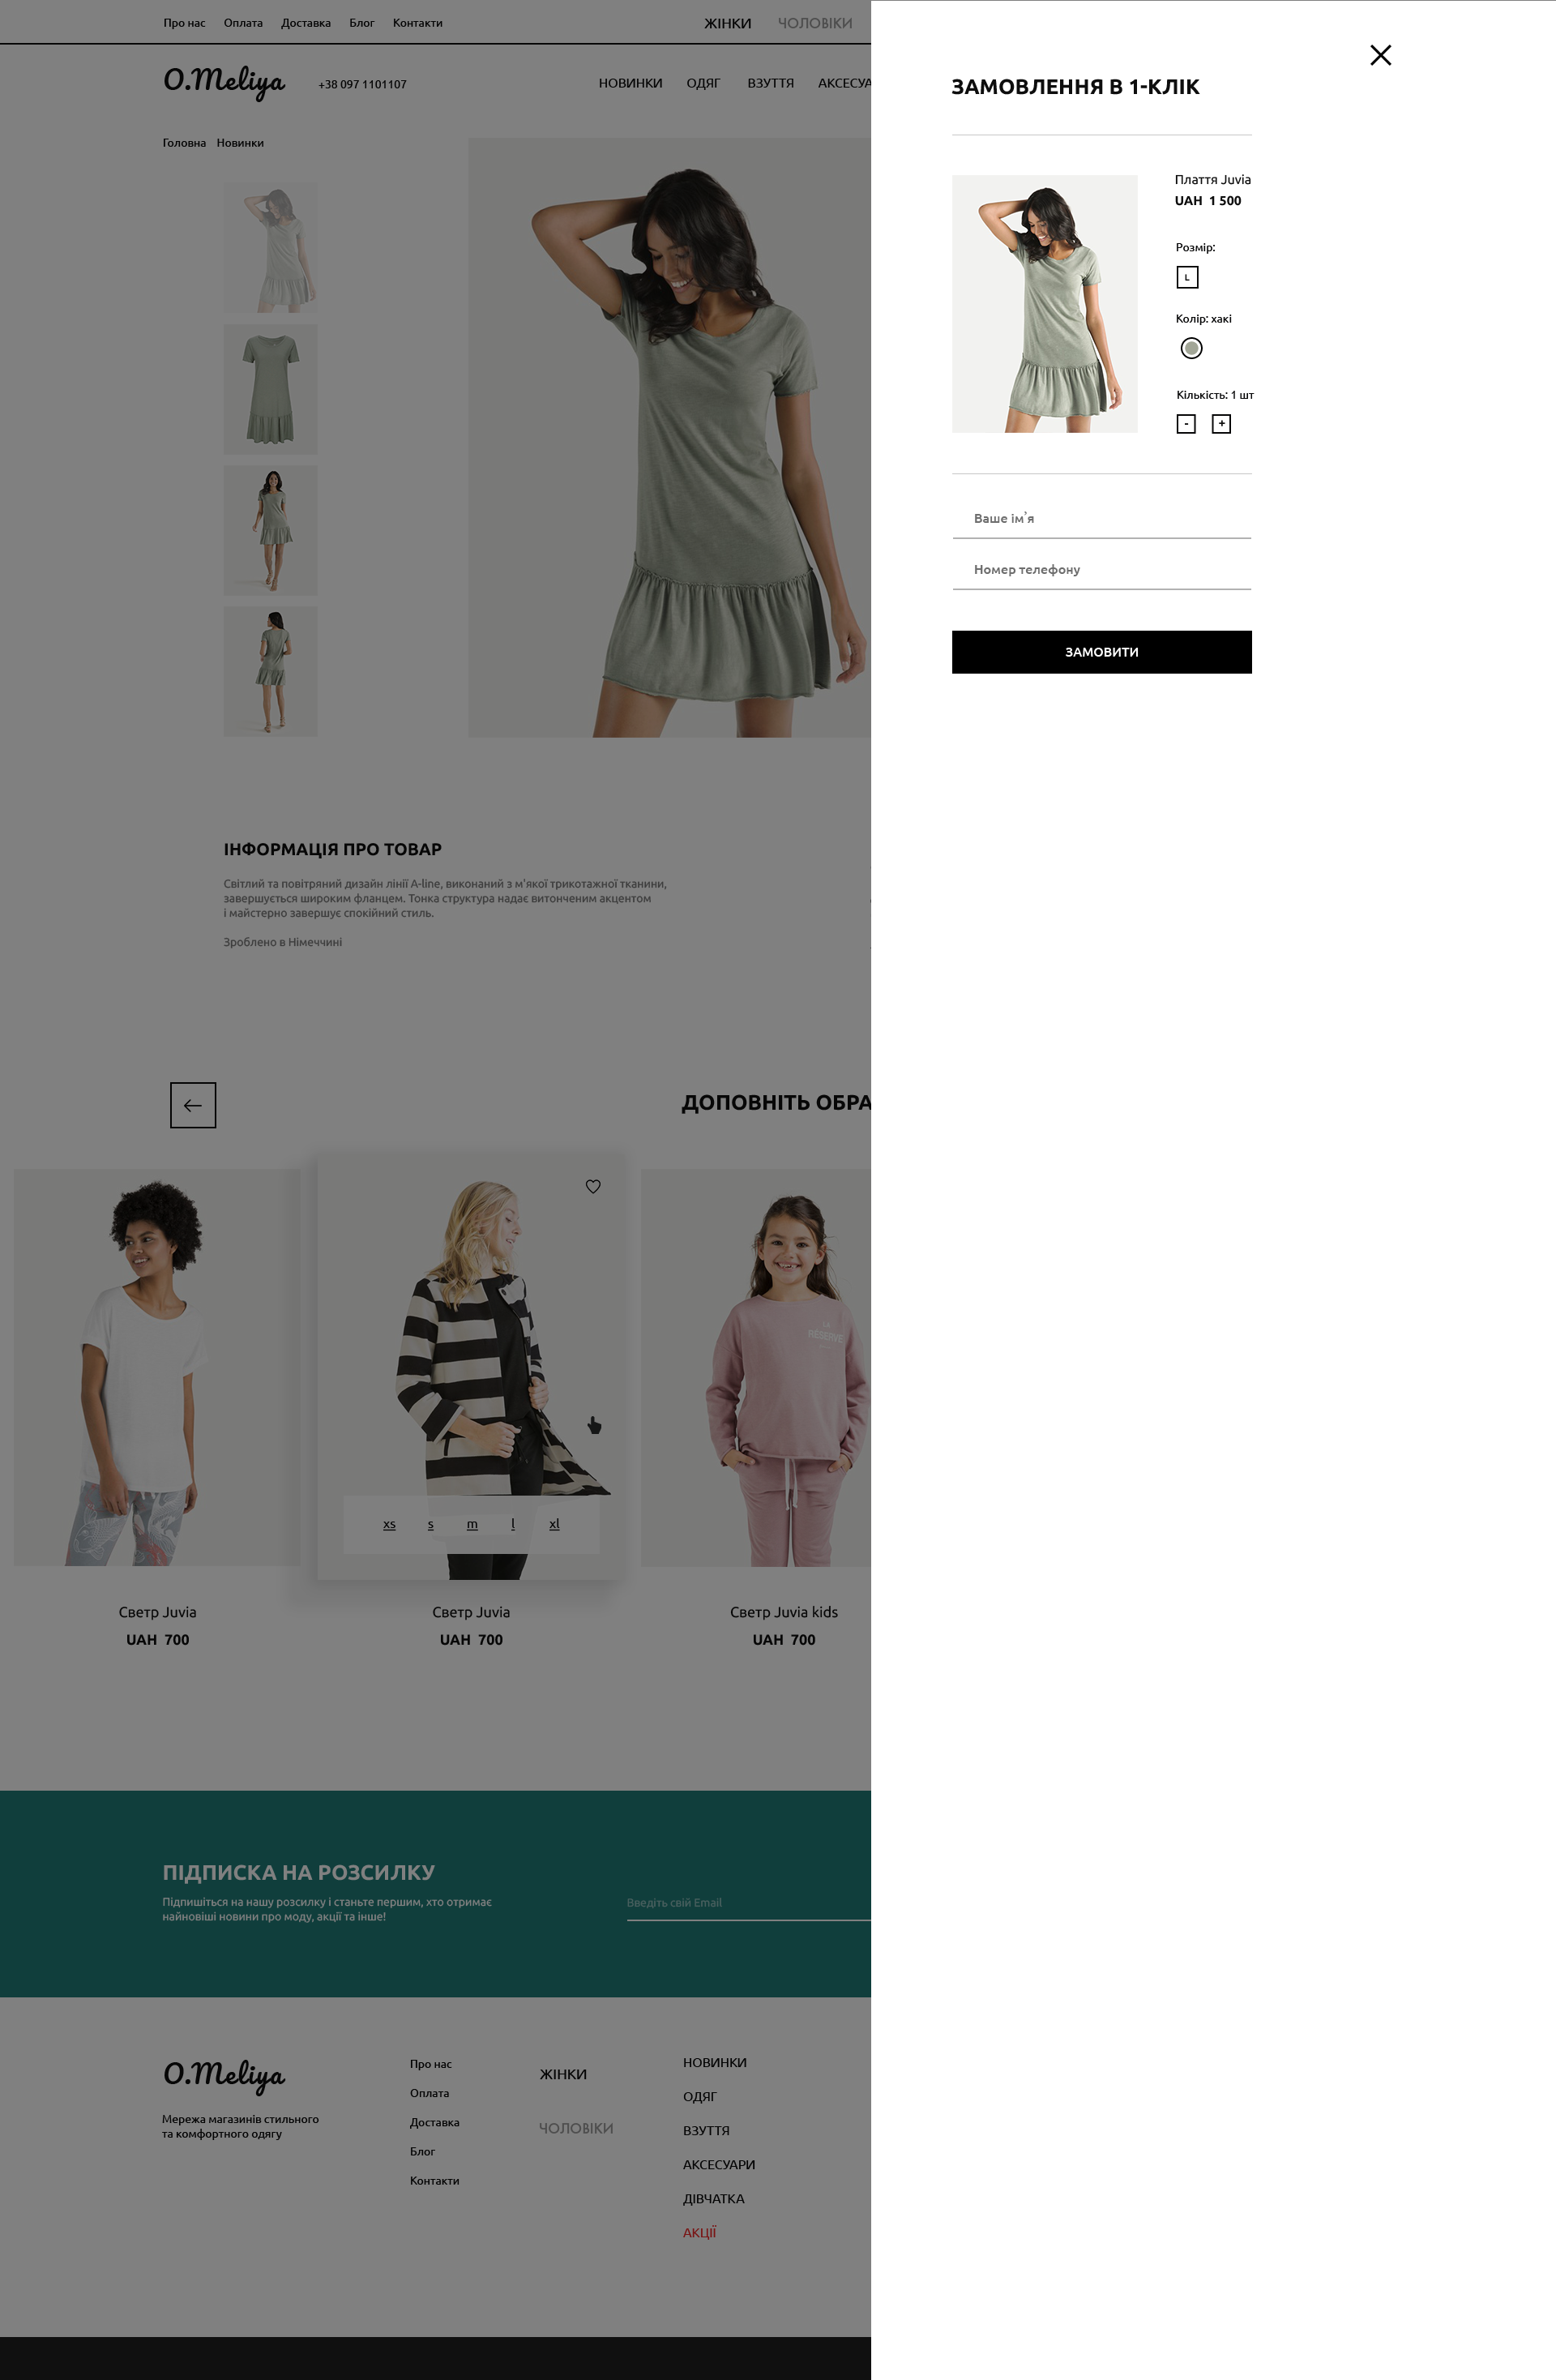 Про нас Оплата Доставка Блог Контакти
ЖІНКИ ЧОЛОВІКИ
O.Meliya
+38 097 1101107
НОВИНКИ ОДЯГ ВЗУТТЯ АКСЕСУА
Головна Новинки
ЗАМОВЛЕННЯ В 1-КЛІК
Плаття Juvia
UAH 1 500
Розмір:
L
Колір: хакі
Кількість: 1 шт
- +
Ваше ім'я
Номер телефону
ЗАМОВИТИ
ІНФОРМАЦІЯ ПРО ТОВАР
Світлий та повітряний дизайн лінії A-line, виконаний з м'якої трикотажної тканини,
завершується широким фланцем. Тонка структура надає витонченим акцентом
і майстерно завершує спокійний стиль.
Зроблено в Німеччині
ДОПОВНІТЬ ОБРА
LA
RÉSERVE
xs s m l xl
Светр Juvia
UAH 700
Светр Juvia
UAH 700
Светр Juvia kids
UAH 700
ПІДПИСКА НА РОЗСИЛКУ
Підпишіться на нашу розсилку і станьте першим, хто отримає
найновіші новини про моду, акції та інше!
Введіть свій Email
O.Meliya
Мережа магазинів стильного
та комфортного одягу
Про нас
Оплата
Доставка
Блог
Контакти
ЖІНКИ
ЧОЛОВІКИ
НОВИНКИ
ОДЯГ
ВЗУТТЯ
АКСЕСУАРИ
ДІВЧАТКА
АКЦІЇ